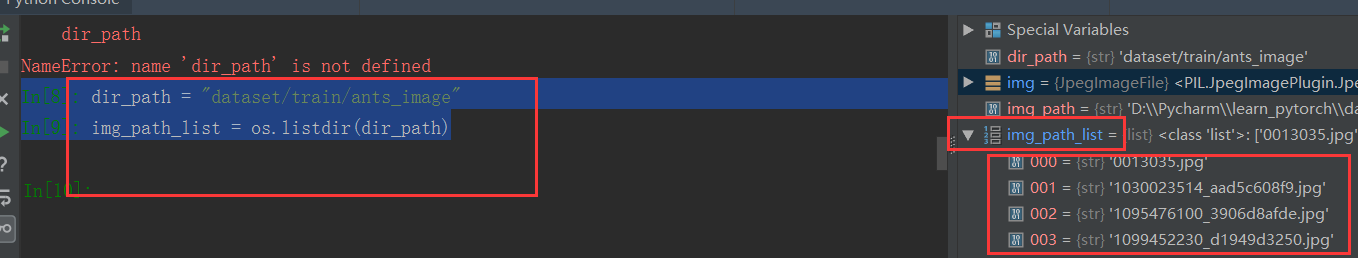 Python Console
dir_path
NameError: name 'dir_path' is not defined
In[8]: dir_path = "dataset/train/ants_image"
In[9]: img_path_list = os.listdir(dir_path)
In[10]:
Special Variables
dir_path = {str} 'dataset/train/ants_image'
img = {JpegImageFile} <PIL.JpegImagePlugin.Jpe
img_path = {str} 'D:\\Pycharm\\learn_pytorch\\da
img_path_list = {list} <class 'list'>: ['0013035.jpg'
000 = {str} '0013035.jpg'
001 = {str} '1030023514_aad5c608f9.jpg'
002 = {str} '1095476100_3906d8afde.jpg'
003 = {str} '1099452230_d1949d3250.jpg'